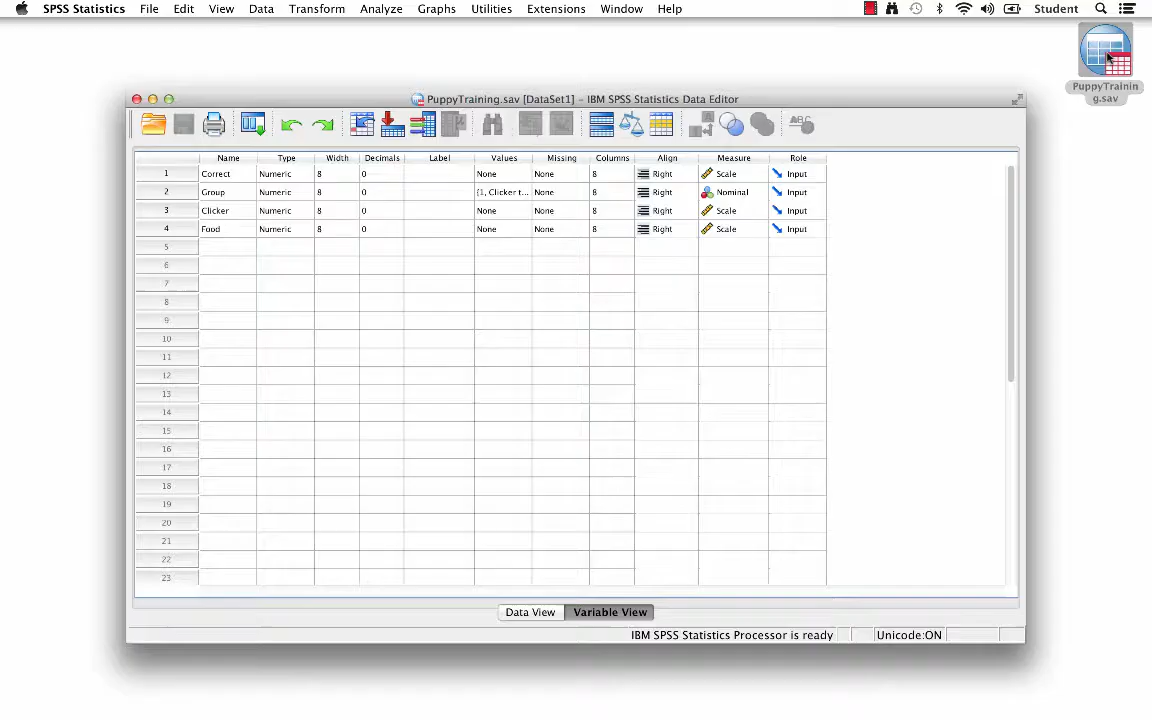 SPSS Statistics File Edit View Data Transform Analyze Graphs Utilities Extensions Window Help Student
PuppyTrainin
g.sav
PuppyTraining.sav [DataSet1] – IBM SPSS Statistics Data Editor
Name Type Width Decimals Label Values Missing Columns Align Measure Role
1 Correct Numeric 8 0 None None 8 Right Scale Input
2 Group Numeric 8 0 {1, Clicker t... None 8 Right Nominal Input
3 Clicker Numeric 8 0 None None 8 Right Scale Input
4 Food Numeric 8 0 None None 8 Right Scale Input
5
6
7
8
9
10
11
12
13
14
15
16
17
18
19
20
21
22
23
Data View Variable View
IBM SPSS Statistics Processor is ready Unicode:ON